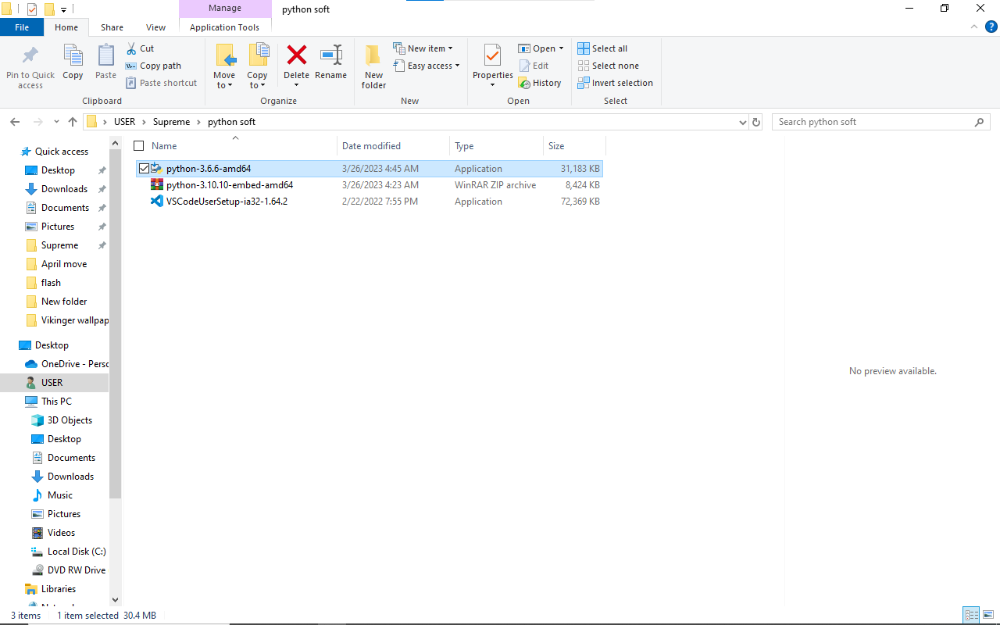 Manage
python soft
File
Home
Share
View
Application Tools
Pin to Quick access
Copy
Paste
Cut
Copy path
Paste shortcut
Clipboard
Move to
Copy to
Delete
Rename
Organize
New folder
New item
Easy access
New
Properties
Open
Edit
History
Open
Select all
Select none
Invert selection
Select
USER
Supreme
python soft
Search python soft
Quick access
Desktop
Downloads
Documents
Pictures
Supreme
April move
flash
New folder
Vikinger wallpap
Desktop
OneDrive - Perso
USER
This PC
3D Objects
Desktop
Documents
Downloads
Music
Pictures
Videos
Local Disk (C:)
DVD RW Drive
Libraries
Name Date modified Type Size
python-3.6.6-amd64 3/26/2023 4:45 AM Application 31,183 KB
python-3.10.10-embed-amd64 3/26/2023 4:23 AM WinRAR ZIP archive 8,424 KB
VSCodeUserSetup-ia32-1.64.2 2/22/2022 7:55 PM Application 72,369 KB
No preview available.
3 items 1 item selected 30.4 MB